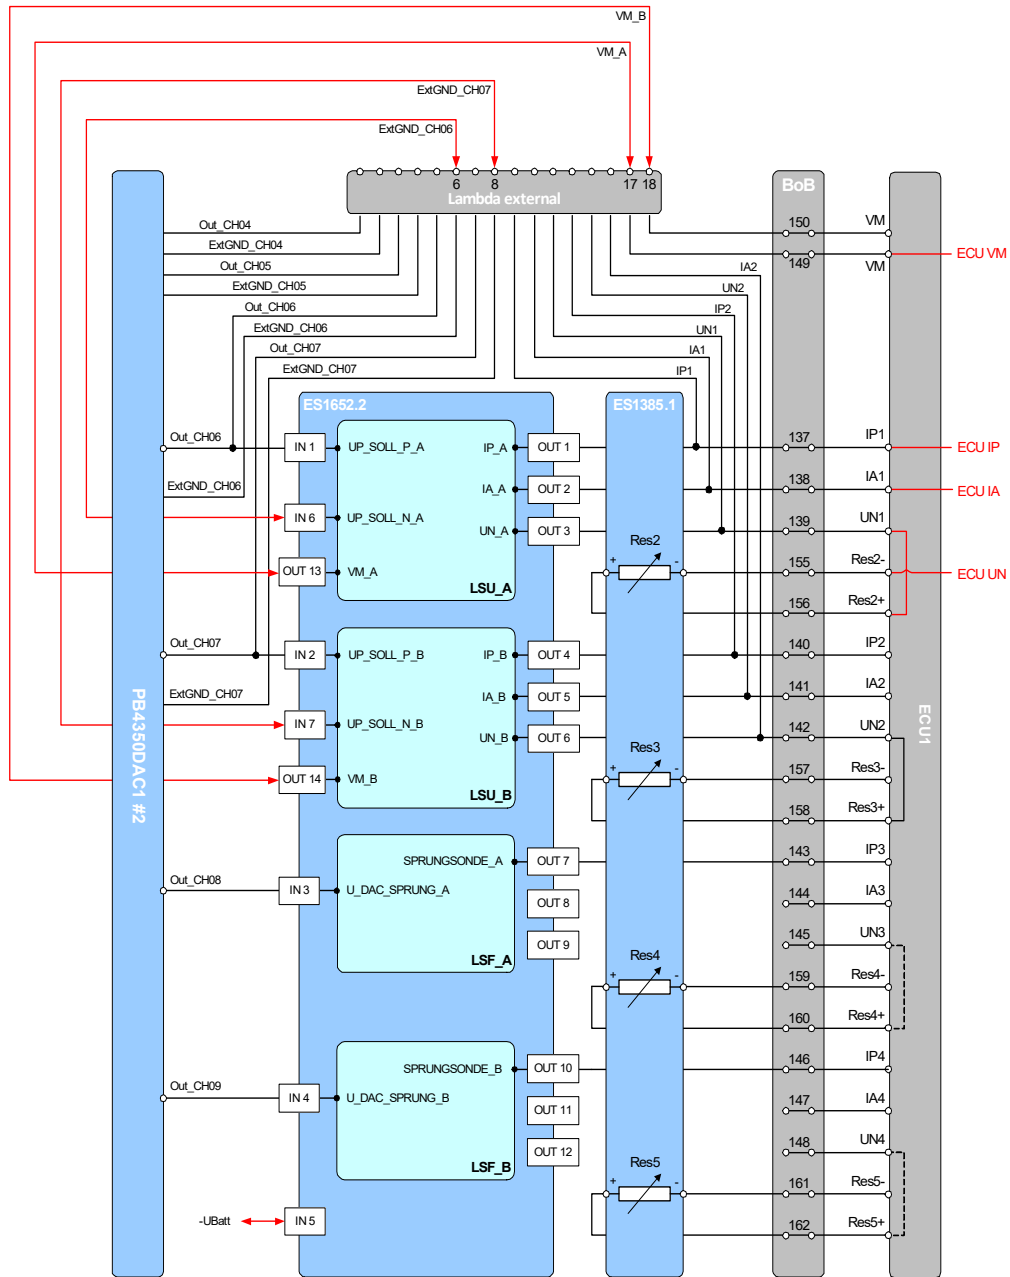 VM_B
VM_A
ExtGND_CH07
ExtGND_CH06
6 8 17 18
Lambda external
BoB
Out_CH04
ExtGND_CH04
Out_CH05
ExtGND_CH05
Out_CH06
ExtGND_CH06
Out_CH07
ExtGND_CH07
IA2
UN2
IP2
UN1
IA1
IP1
150 VM
149 VM
ECU VM
ES1652.2
ES1385.1
PB4350DAC1 #2
ECU1
Out_CH06
IN 1 UP_SOLL_P_A IP_A OUT 1
137 IP1 ECU IP
ExtGND_CH06
IA_A OUT 2
138 IA1 ECU IA
IN 6 UP_SOLL_N_A UN_A OUT 3
139 UN1
Res2
+ -
OUT 13 VM_A
LSU_A
155 Res2- ECU UN
156 Res2+
Out_CH07
IN 2 UP_SOLL_P_B IP_B OUT 4
140 IP2
ExtGND_CH07
IA_B OUT 5
141 IA2
IN 7 UP_SOLL_N_B UN_B OUT 6
142 UN2
Res3
+ -
OUT 14 VM_B
LSU_B
157 Res3-
158 Res3+
SPRUNGSONDE_A OUT 7
143 IP3
Out_CH08
IN 3 U_DAC_SPRUNG_A
OUT 8
144 IA3
OUT 9
145 UN3
LSF_A
Res4
+ -
159 Res4-
160 Res4+
SPRUNGSONDE_B OUT 10
146 IP4
Out_CH09
IN 4 U_DAC_SPRUNG_B
OUT 11
147 IA4
OUT 12
148 UN4
LSF_B
Res5
+ -
161 Res5-
-UBatt IN 5
162 Res5+